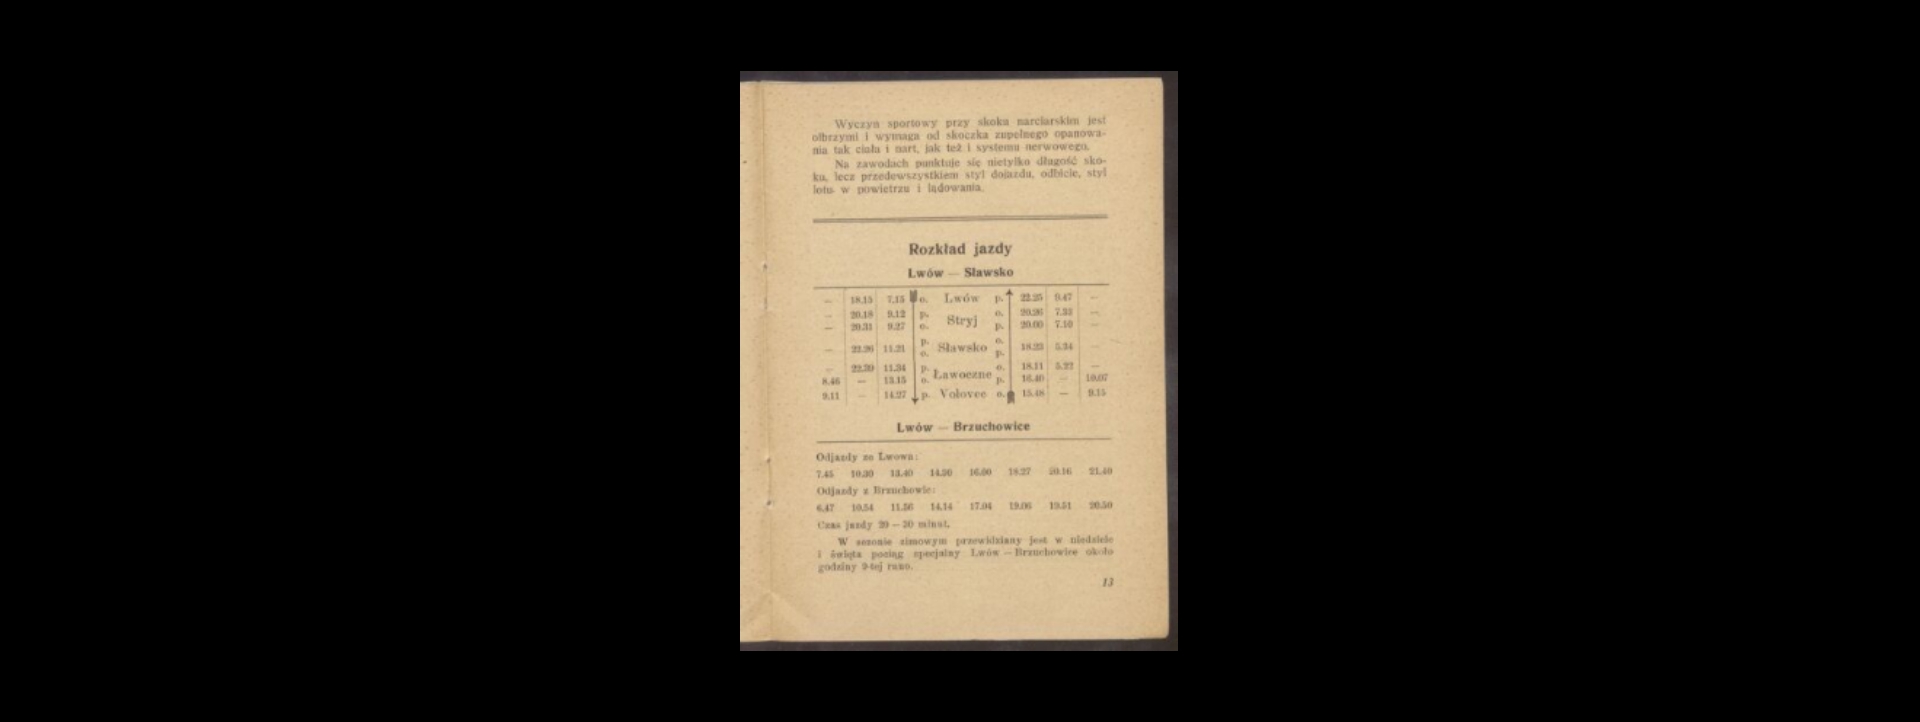 Wyczyn sportowy przy skoku narciarskim jest
olbrzymi i wymaga od skoczka zupełnego opanowa-
nia tak ciała i nart, jak też i systemu nerwowego.
Na zawodach punktuje się nietylko długość sko-
ku, lecz przedewszystkiem styl dojazdu, odbicie, styl
lotu w powietrzu i lądowania.
Rozkład jazdy
Lwów — Sławsko
— 18.15 7.15 o. Lwów p. 22.25 9.47 —
— 20.18 9.12 p. Stryj o. 20.26 7.33 —
— 20.31 9.27 o. p. 20.00 7.10 —
— 22.26 11.21 p. o. Sławsko o. p. 18.23 5.34 —
— 22.39 11.34 p. Ławoczne o. 18.11 5.22 —
8.46 — 13.15 o. p. 16.40 — 10.07
9.11 — 14.27 p. Volovec o. 15.48 — 9.15
Lwów — Brzuchowice
Odjazdy ze Lwowa:
7.45 10.30 13.40 14.50 16.00 18.27 20.16 21.40
Odjazdy z Brzuchowic:
6.47 10.54 11.56 14.14 17.04 19.06 19.51 20.50
Czas jazdy 20 — 30 minut.
W sezonie zimowym przewidziany jest w niedziele
i święta pociąg specjalny Lwów — Brzuchowice około
godziny 9-tej rano.
13